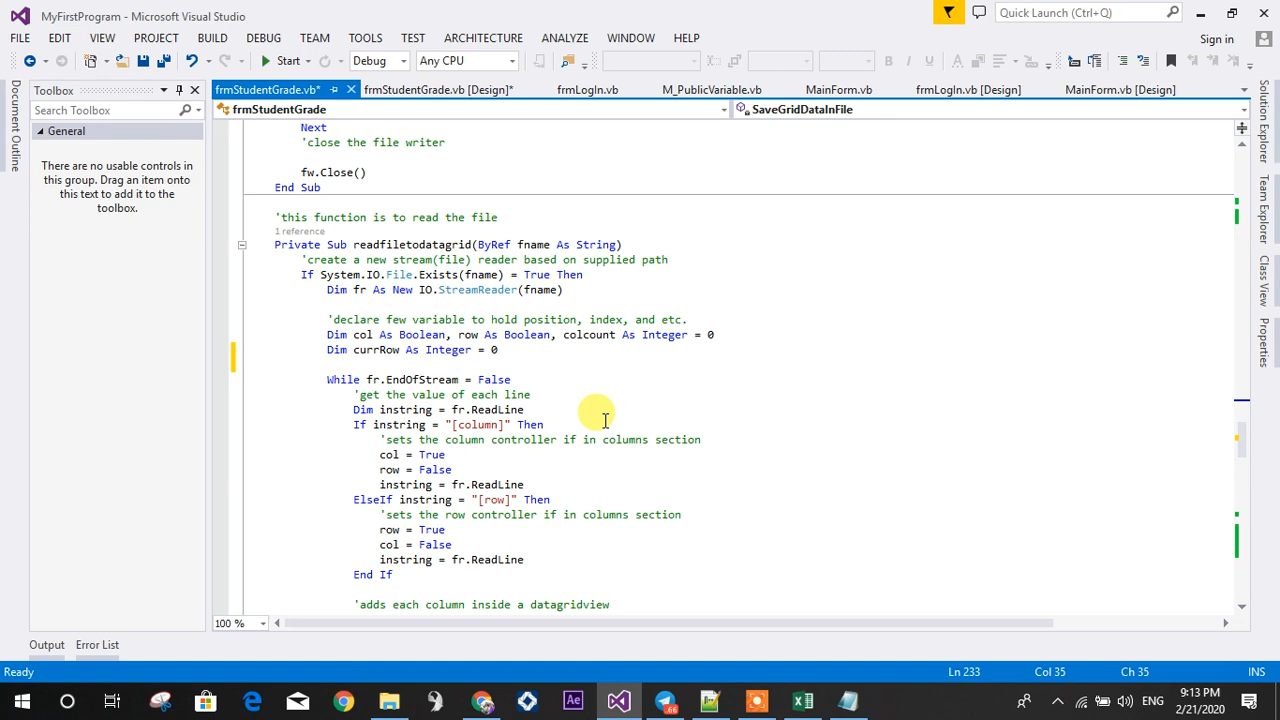 MyFirstProgram - Microsoft Visual Studio
Quick Launch (Ctrl+Q)
FILE EDIT VIEW PROJECT BUILD DEBUG TEAM TOOLS TEST ARCHITECTURE ANALYZE WINDOW HELP
Sign in
Start Debug Any CPU
Document Outline
Toolbox
Search Toolbox
General
There are no usable controls in
this group. Drag an item onto
this text to add it to the
toolbox.
frmStudentGrade.vb* frmStudentGrade.vb [Design]* frmLogIn.vb M_PublicVariable.vb MainForm.vb frmLogIn.vb [Design] MainForm.vb [Design]
frmStudentGrade SaveGridDataInFile
Next
'close the file writer
fw.Close()
End Sub
'this function is to read the file
1 reference
Private Sub readfiletodatagrid(ByRef fname As String)
'create a new stream(file) reader based on supplied path
If System.IO.File.Exists(fname) = True Then
Dim fr As New IO.StreamReader(fname)
'declare few variable to hold position, index, and etc.
Dim col As Boolean, row As Boolean, colcount As Integer = 0
Dim currRow As Integer = 0
While fr.EndOfStream = False
'get the value of each line
Dim instring = fr.ReadLine
If instring = "[column]" Then
'sets the column controller if in columns section
col = True
row = False
instring = fr.ReadLine
ElseIf instring = "[row]" Then
'sets the row controller if in columns section
row = True
col = False
instring = fr.ReadLine
End If
'adds each column inside a datagridview
100 %
Solution Explorer
Team Explorer
Class View
Properties
Output Error List
Ready Ln 233 Col 35 Ch 35 INS
Ae 66 ENG 9:13 PM
2/21/2020